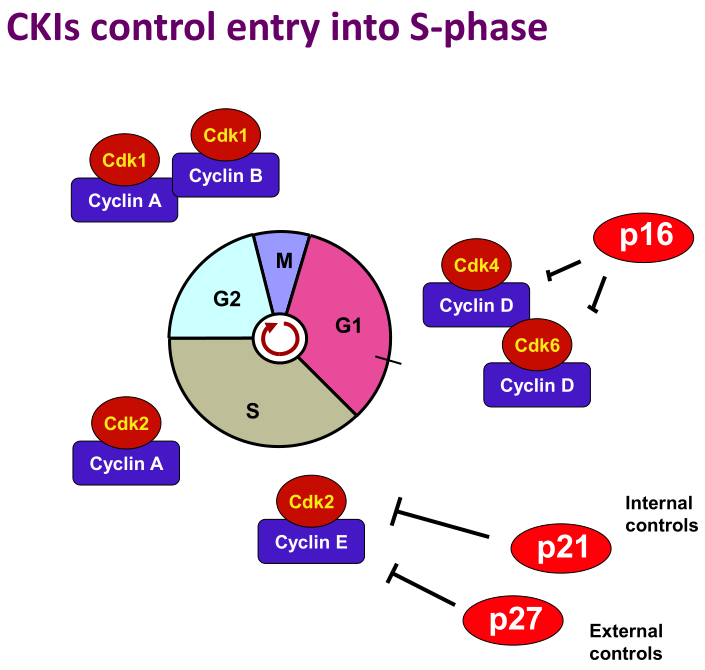 CKIs control entry into S-phase
Cdk1
Cyclin B
Cdk1
Cyclin A
p16
Cdk4
Cyclin D
Cdk6
Cyclin D
M
G2
G1
S
Cdk2
Cyclin A
Cdk2
Cyclin E
Internal
controls
p21
p27
External
controls